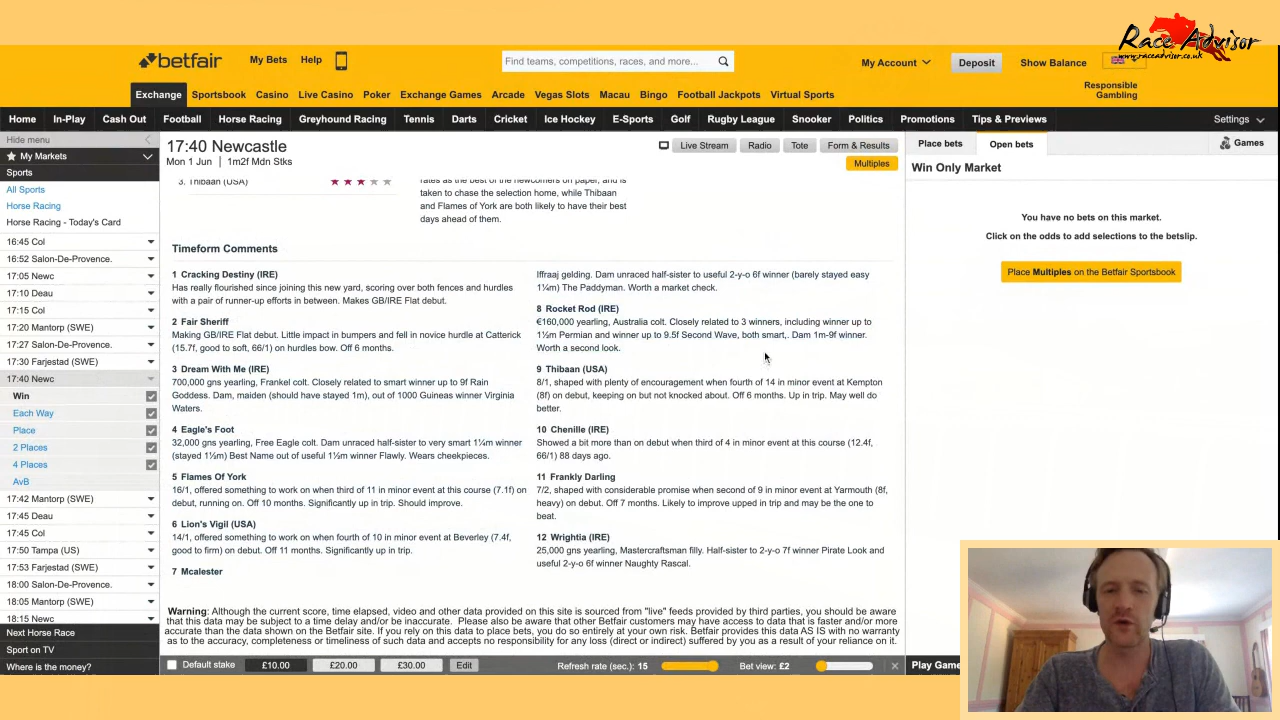 Race Advisor
www.raceadvisor.co.uk
betfair
My Bets
Help
Find teams, competitions, races, and more...
My Account
Deposit
Show Balance
Exchange
Sportsbook
Casino
Live Casino
Poker
Exchange Games
Arcade
Vegas Slots
Macau
Bingo
Football Jackpots
Virtual Sports
Responsible
Gambling
Home
In-Play
Cash Out
Football
Horse Racing
Greyhound Racing
Tennis
Darts
Cricket
Ice Hockey
E-Sports
Golf
Rugby League
Snooker
Politics
Promotions
Tips & Previews
Settings
Hide menu
My Markets
Sports
All Sports
Horse Racing
Horse Racing - Today's Card
16:45 Col
16:52 Salon-De-Provence.
17:05 Newc
17:10 Deau
17:15 Col
17:20 Mantorp (SWE)
17:27 Salon-De-Provence.
17:30 Farjestad (SWE)
17:40 Newc
Win
Each Way
Place
2 Places
4 Places
AvB
17:42 Mantorp (SWE)
17:45 Deau
17:45 Col
17:50 Tampa (US)
17:53 Farjestad (SWE)
18:00 Salon-De-Provence.
18:05 Mantorp (SWE)
18:15 Newc
Next Horse Race
Sport on TV
Where is the money?
17:40 Newcastle
Mon 1 Jun | 1m2f Mdn Stks
Live Stream
Radio
Tote
Form & Results
Multiples
3. Thibaan (USA)
rates as the best of the newcomers on paper, and is
taken to chase the selection home, while Thibaan
and Flames of York are both likely to have their best
days ahead of them.
Timeform Comments
1 Cracking Destiny (IRE)
Has really flourished since joining this new yard, scoring over both fences and hurdles
with a pair of runner-up efforts in between. Makes GB/IRE Flat debut.
2 Fair Sheriff
Making GB/IRE Flat debut. Little impact in bumpers and fell in novice hurdle at Catterick
(15.7f, good to soft, 66/1) on hurdles bow. Off 6 months.
3 Dream With Me (IRE)
700,000 gns yearling, Frankel colt. Closely related to smart winner up to 9f Rain
Goddess. Dam, maiden (should have stayed 1m), out of 1000 Guineas winner Virginia
Waters.
4 Eagle's Foot
32,000 gns yearling, Free Eagle colt. Dam unraced half-sister to very smart 1¼m winner
(stayed 1½m) Best Name out of useful 1½m winner Flawly. Wears cheekpieces.
5 Flames Of York
16/1, offered something to work on when third of 11 in minor event at this course (7.1f) on
debut, running on. Off 10 months. Significantly up in trip. Should improve.
6 Lion's Vigil (USA)
14/1, offered something to work on when fourth of 10 in minor event at Beverley (7.4f,
good to firm) on debut. Off 11 months. Significantly up in trip.
7 Mcalester
Iffraaj gelding. Dam unraced half-sister to useful 2-y-o 6f winner (barely stayed easy
1¼m) The Paddyman. Worth a market check.
8 Rocket Rod (IRE)
€160,000 yearling, Australia colt. Closely related to 3 winners, including winner up to
1½m Permian and winner up to 9.5f Second Wave, both smart,. Dam 1m-9f winner.
Worth a second look.
9 Thibaan (USA)
8/1, shaped with plenty of encouragement when fourth of 14 in minor event at Kempton
(8f) on debut, keeping on but not knocked about. Off 6 months. Up in trip. May well do
better.
10 Chenille (IRE)
Showed a bit more than on debut when third of 4 in minor event at this course (12.4f,
66/1) 88 days ago.
11 Frankly Darling
7/2, shaped with considerable promise when second of 9 in minor event at Yarmouth (8f,
heavy) on debut. Off 7 months. Likely to improve upped in trip and may be the one to
beat.
12 Wrightia (IRE)
25,000 gns yearling, Mastercraftsman filly. Half-sister to 2-y-o 7f winner Pirate Look and
useful 2-y-o 6f winner Naughty Rascal.
Warning: Although the current score, time elapsed, video and other data provided on this site is sourced from "live" feeds provided by third parties, you should be aware
that this data may be subject to a time delay and/or be inaccurate. Please also be aware that other Betfair customers may have access to data that is faster and/or more
accurate than the data shown on the Betfair site. If you rely on this data to place bets, you do so entirely at your own risk. Betfair provides this data AS IS with no warranty
as to the accuracy, completeness or timeliness of such data and accepts no responsibility for any loss (direct or indirect) suffered by you as a result of your reliance on it.
Default stake
£10.00
£20.00
£30.00
Edit
Refresh rate (sec.): 15
Bet view: £2
Place bets
Open bets
Games
Win Only Market
You have no bets on this market.
Click on the odds to add selections to the betslip.
Place Multiples on the Betfair Sportsbook
Play Game